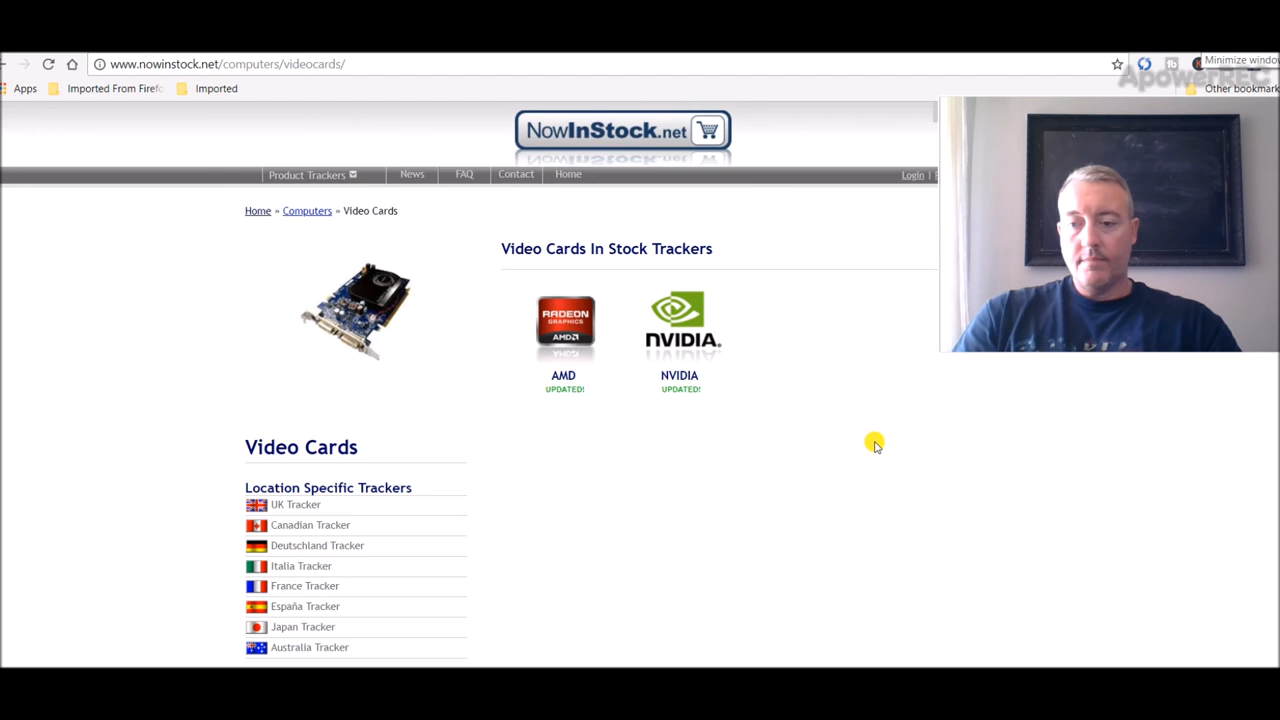 Minimize windo
www.nowinstock.net/computers/videocards/
ApowerREC
Apps Imported From Firefo Imported Other bookmark
NowInStock.net
Product Trackers News FAQ Contact Home Login |
Home » Computers » Video Cards
Video Cards In Stock Trackers
RADEON
GRAPHICS
AMD
NVIDIA.
AMD NVIDIA
UPDATED! UPDATED!
Video Cards
Location Specific Trackers
UK Tracker
Canadian Tracker
Deutschland Tracker
Italia Tracker
France Tracker
España Tracker
Japan Tracker
Australia Tracker